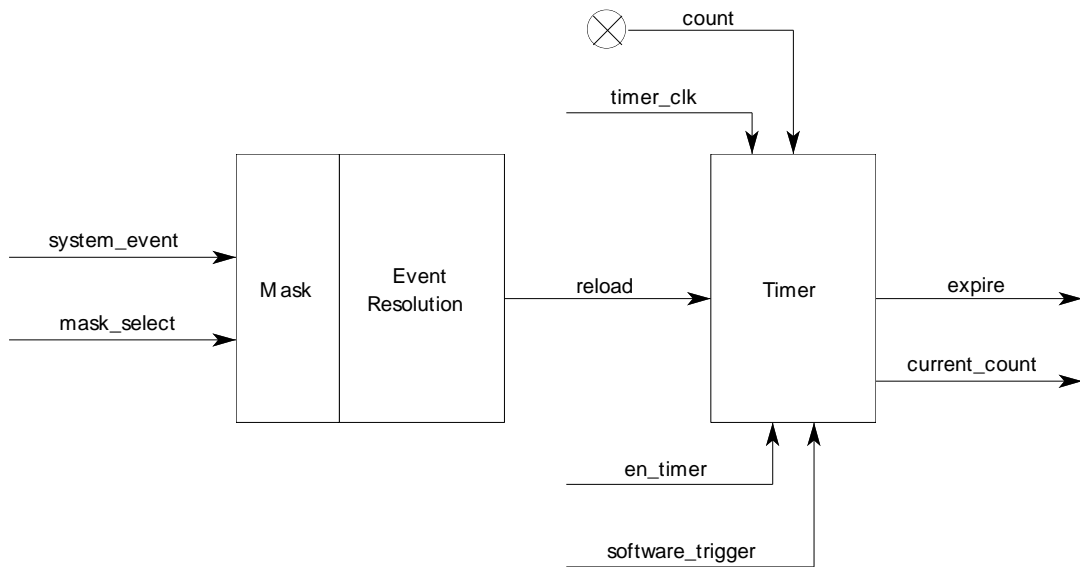 count
timer_clk
system_event
mask_select
Mask
Event
Resolution
reload
Timer
expire
current_count
en_timer
software_trigger